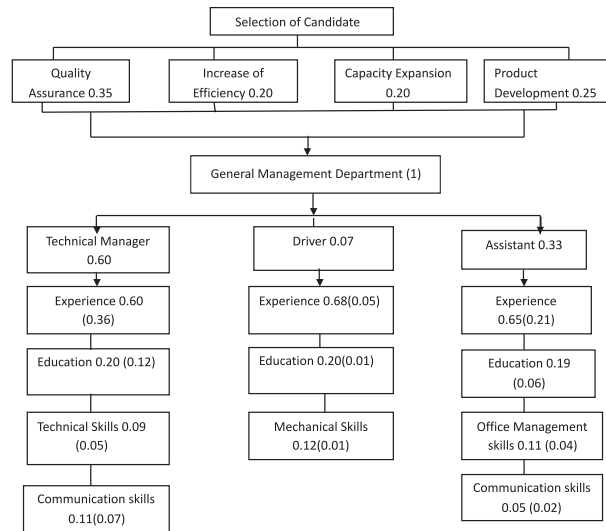 Selection of Candidate
Quality
Assurance 0.35
Increase of
Efficiency 0.20
Capacity Expansion
0.20
Product
Development 0.25
General Management Department (1)
Technical Manager
0.60
Driver 0.07
Assistant 0.33
Experience 0.60
(0.36)
Experience 0.68(0.05)
Experience
0.65(0.21)
Education 0.20 (0.12)
Education 0.20(0.01)
Education 0.19
(0.06)
Technical Skills 0.09
(0.05)
Mechanical Skills
0.12(0.01)
Office Management
skills 0.11 (0.04)
Communication skills
0.11(0.07)
Communication skills
0.05 (0.02)